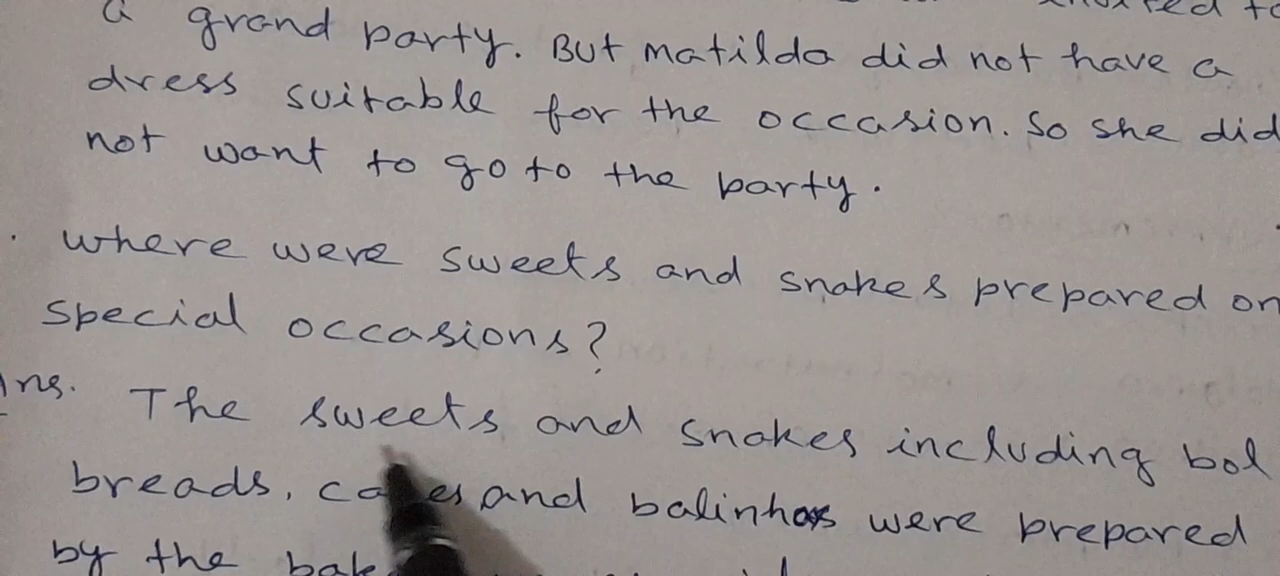 a grand party. But Matilda did not have a
dress suitable for the occasion. So she did
not want to go to the party.
where were sweets and snakes prepared on
special occasions?
Ans. The sweets and snakes including bol
breads, and balinhas were prepared
by the